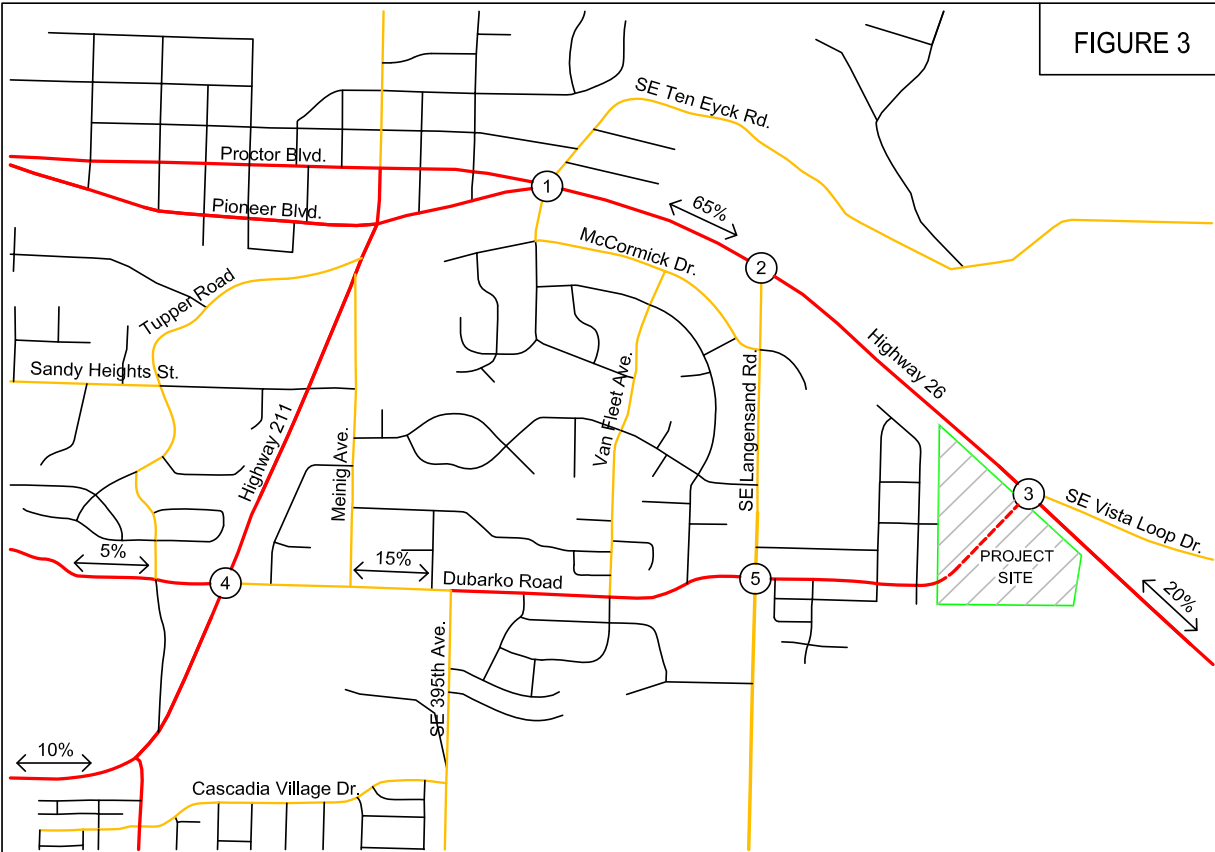 FIGURE 3
SE Ten Eyck Rd.
Proctor Blvd.
1
Pioneer Blvd.
65%
McCormick Dr.
2
Tupper Road
Highway 26
Sandy Heights St.
Van Fleet Ave.
SE Langensand Rd.
Highway 211
Meinig Ave.
3
SE Vista Loop Dr.
5%
15%
PROJECT
SITE
4
Dubarko Road
5
20%
SE 395th Ave.
10%
Cascadia Village Dr.